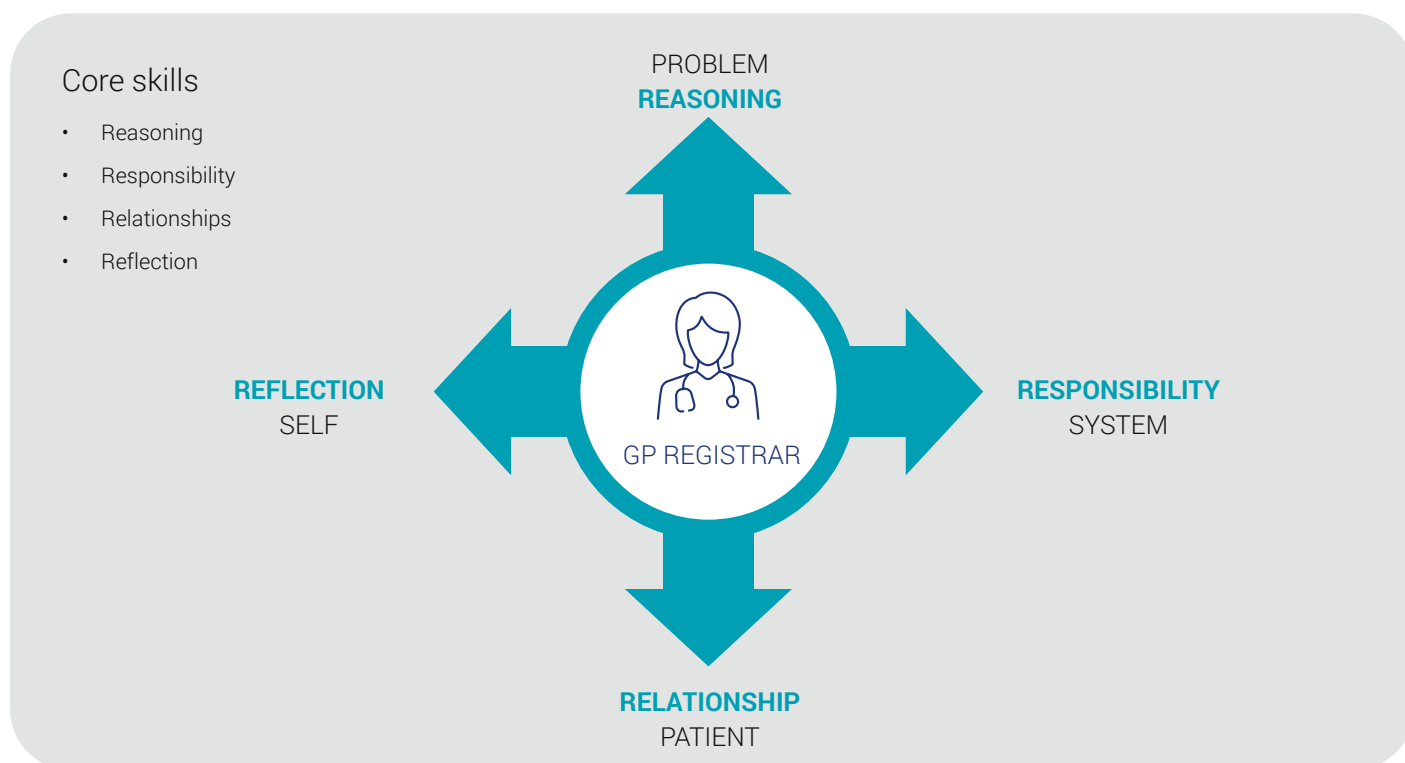 Core skills
• Reasoning
• Responsibility
• Relationships
• Reflection
PROBLEM
REASONING
REFLECTION
SELF
GP REGISTRAR
RESPONSIBILITY
SYSTEM
RELATIONSHIP
PATIENT